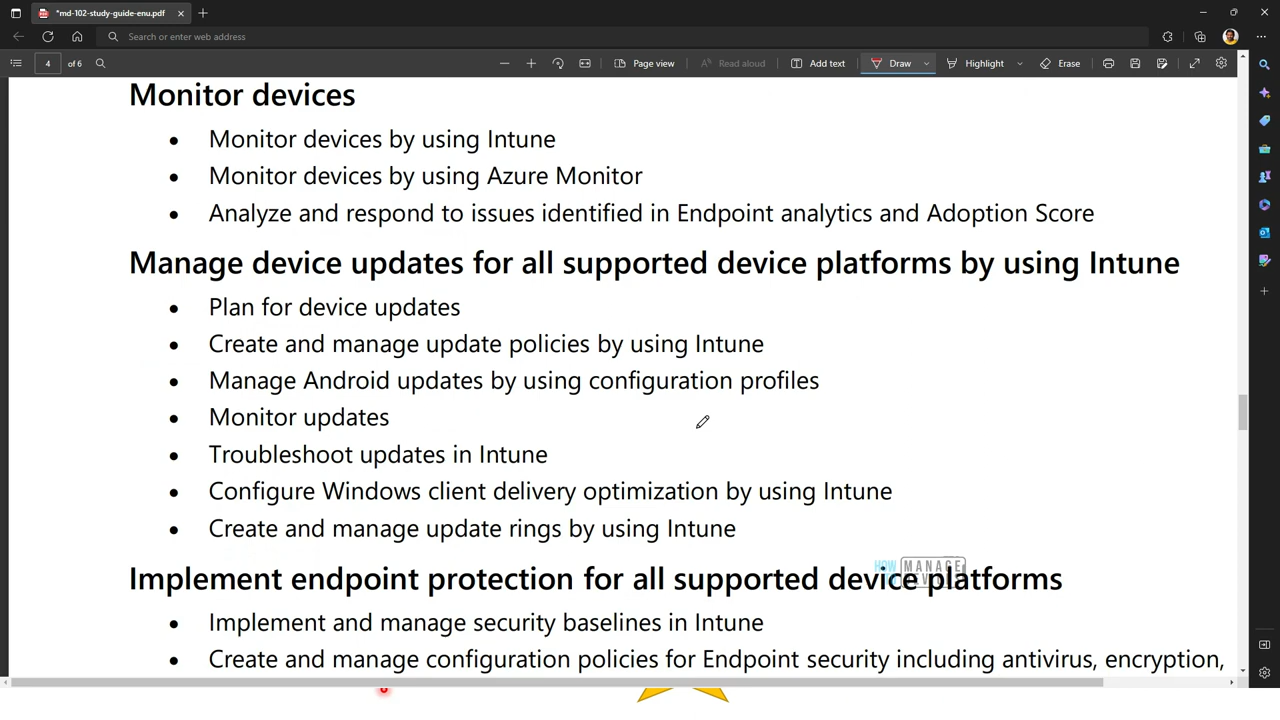 *md-102-study-guide-enu.pdf
Search or enter web address
4 of 6
Page view
Read aloud
Add text
Draw
Highlight
Erase
Monitor devices
• Monitor devices by using Intune
• Monitor devices by using Azure Monitor
• Analyze and respond to issues identified in Endpoint analytics and Adoption Score
Manage device updates for all supported device platforms by using Intune
• Plan for device updates
• Create and manage update policies by using Intune
• Manage Android updates by using configuration profiles
• Monitor updates
• Troubleshoot updates in Intune
• Configure Windows client delivery optimization by using Intune
• Create and manage update rings by using Intune
HOW MANAGE
Implement endpoint protection for all supported device platforms
• Implement and manage security baselines in Intune
• Create and manage configuration policies for Endpoint security including antivirus, encryption,